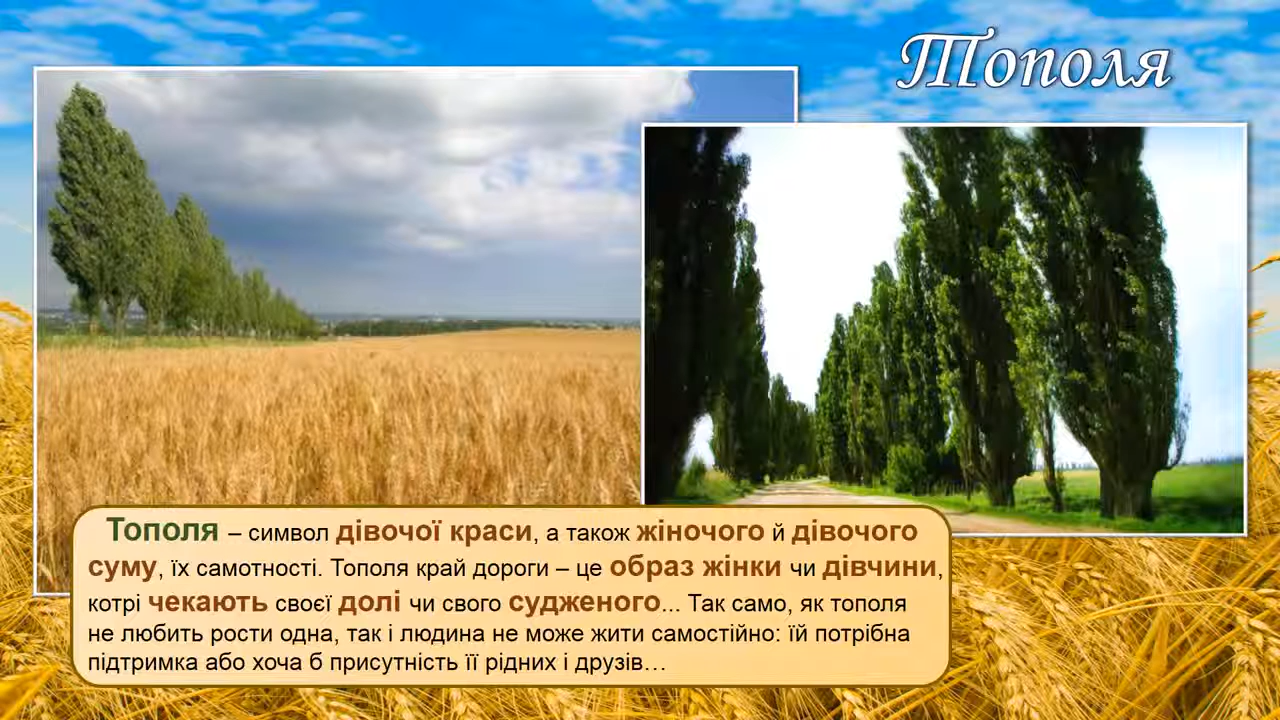 Тополя
Тополя – символ дівочої краси, а також жіночого й дівочого
суму, їх самотності. Тополя край дороги – це образ жінки чи дівчини,
котрі чекають своєї долі чи свого судженого... Так само, як тополя
не любить рости одна, так і людина не може жити самостійно: їй потрібна
підтримка або хоча б присутність її рідних і друзів…